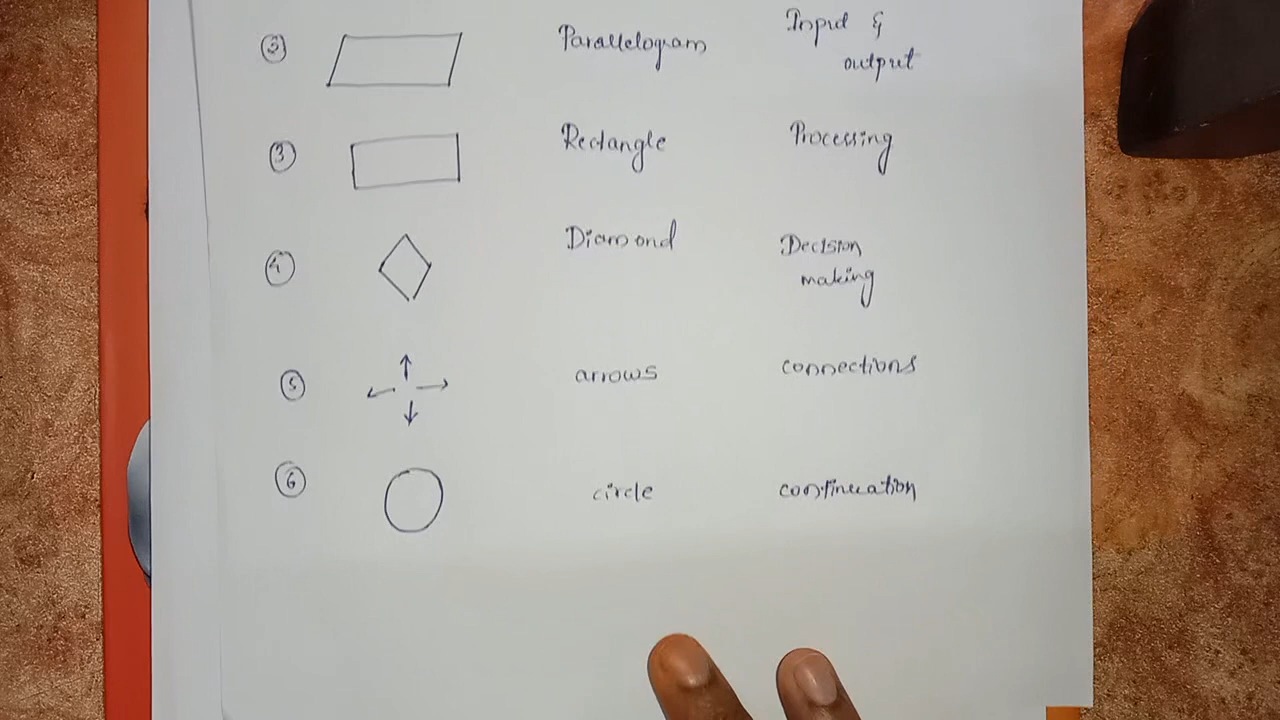 ② Parallelogram Input &
output
③ Rectangle Processing
④ Diamond Decision
making
⑤ arrows connections
⑥ circle continuation